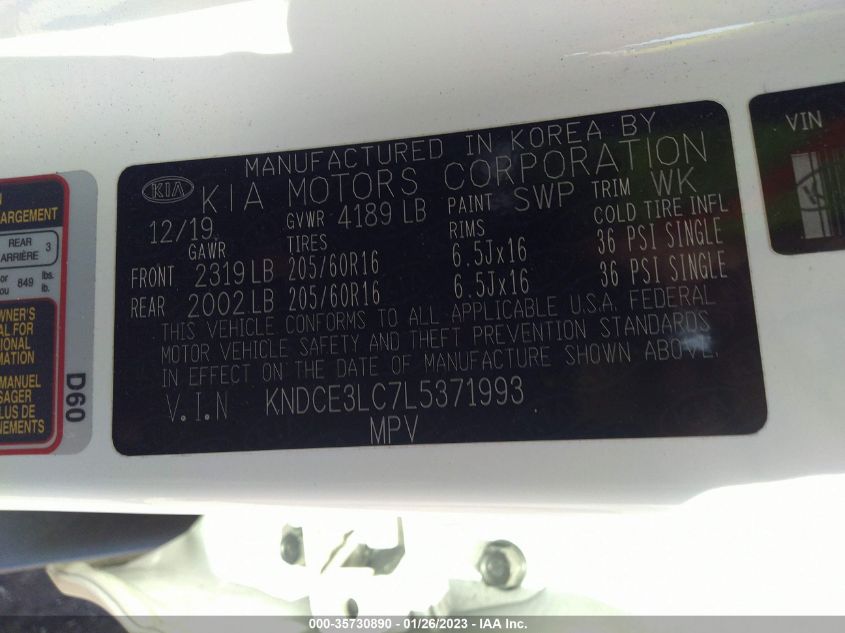 MANUFACTURED IN KOREA BY
KIA KIA MOTORS CORPORATION
12/19 GVWR 4189 LB PAINT SWP TRIM WK
GAWR TIRES RIMS COLD TIRE INFL
FRONT 2319 LB 205/60R16 6.5Jx16 36 PSI SINGLE
REAR 2002 LB 205/60R16 6.5Jx16 36 PSI SINGLE
THIS VEHICLE CONFORMS TO ALL APPLICABLE U.S.A. FEDERAL
MOTOR VEHICLE SAFETY AND THEFT PREVENTION STANDARDS
IN EFFECT ON THE DATE OF MANUFACTURE SHOWN ABOVE.
V.I.N KNDCE3LC7L5371993
MPV
VIN
REAR 3
ARRIÈRE
849 lbs.
lb.
D60
000-35730890 - 01/26/2023 - IAA Inc.